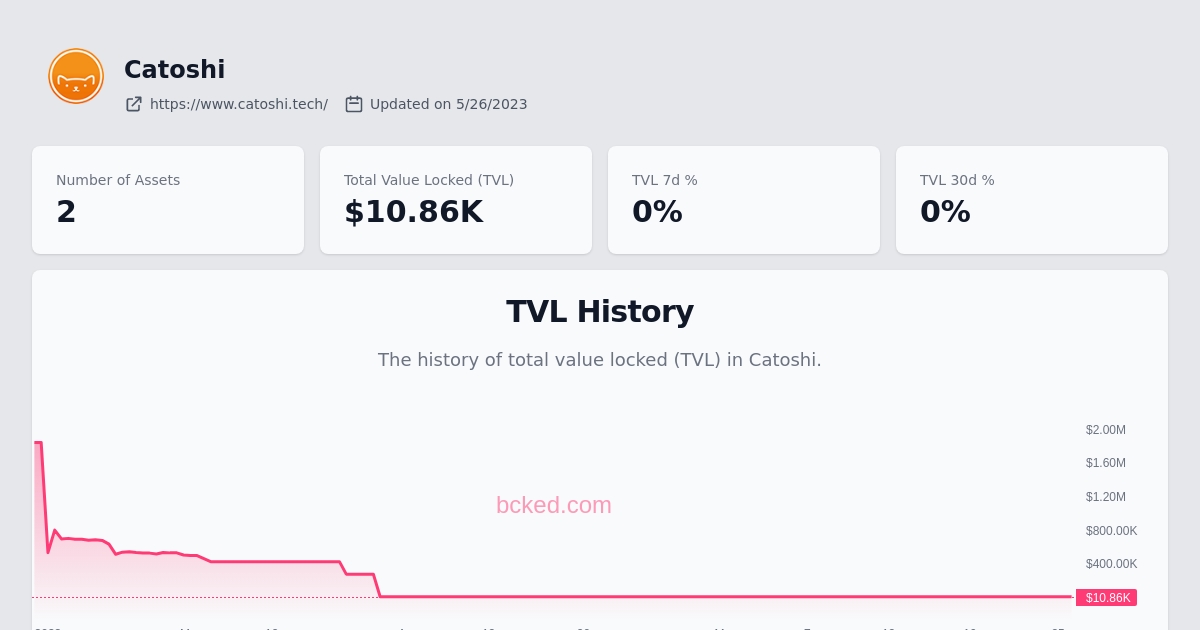 Catoshi
https://www.catoshi.tech/ Updated on 5/26/2023
Number of Assets
2
Total Value Locked (TVL)
$10.86K
TVL 7d %
0%
TVL 30d %
0%
TVL History
The history of total value locked (TVL) in Catoshi.
$2.00M
$1.60M
$1.20M
bcked.com
$800.00K
$400.00K
$10.86K